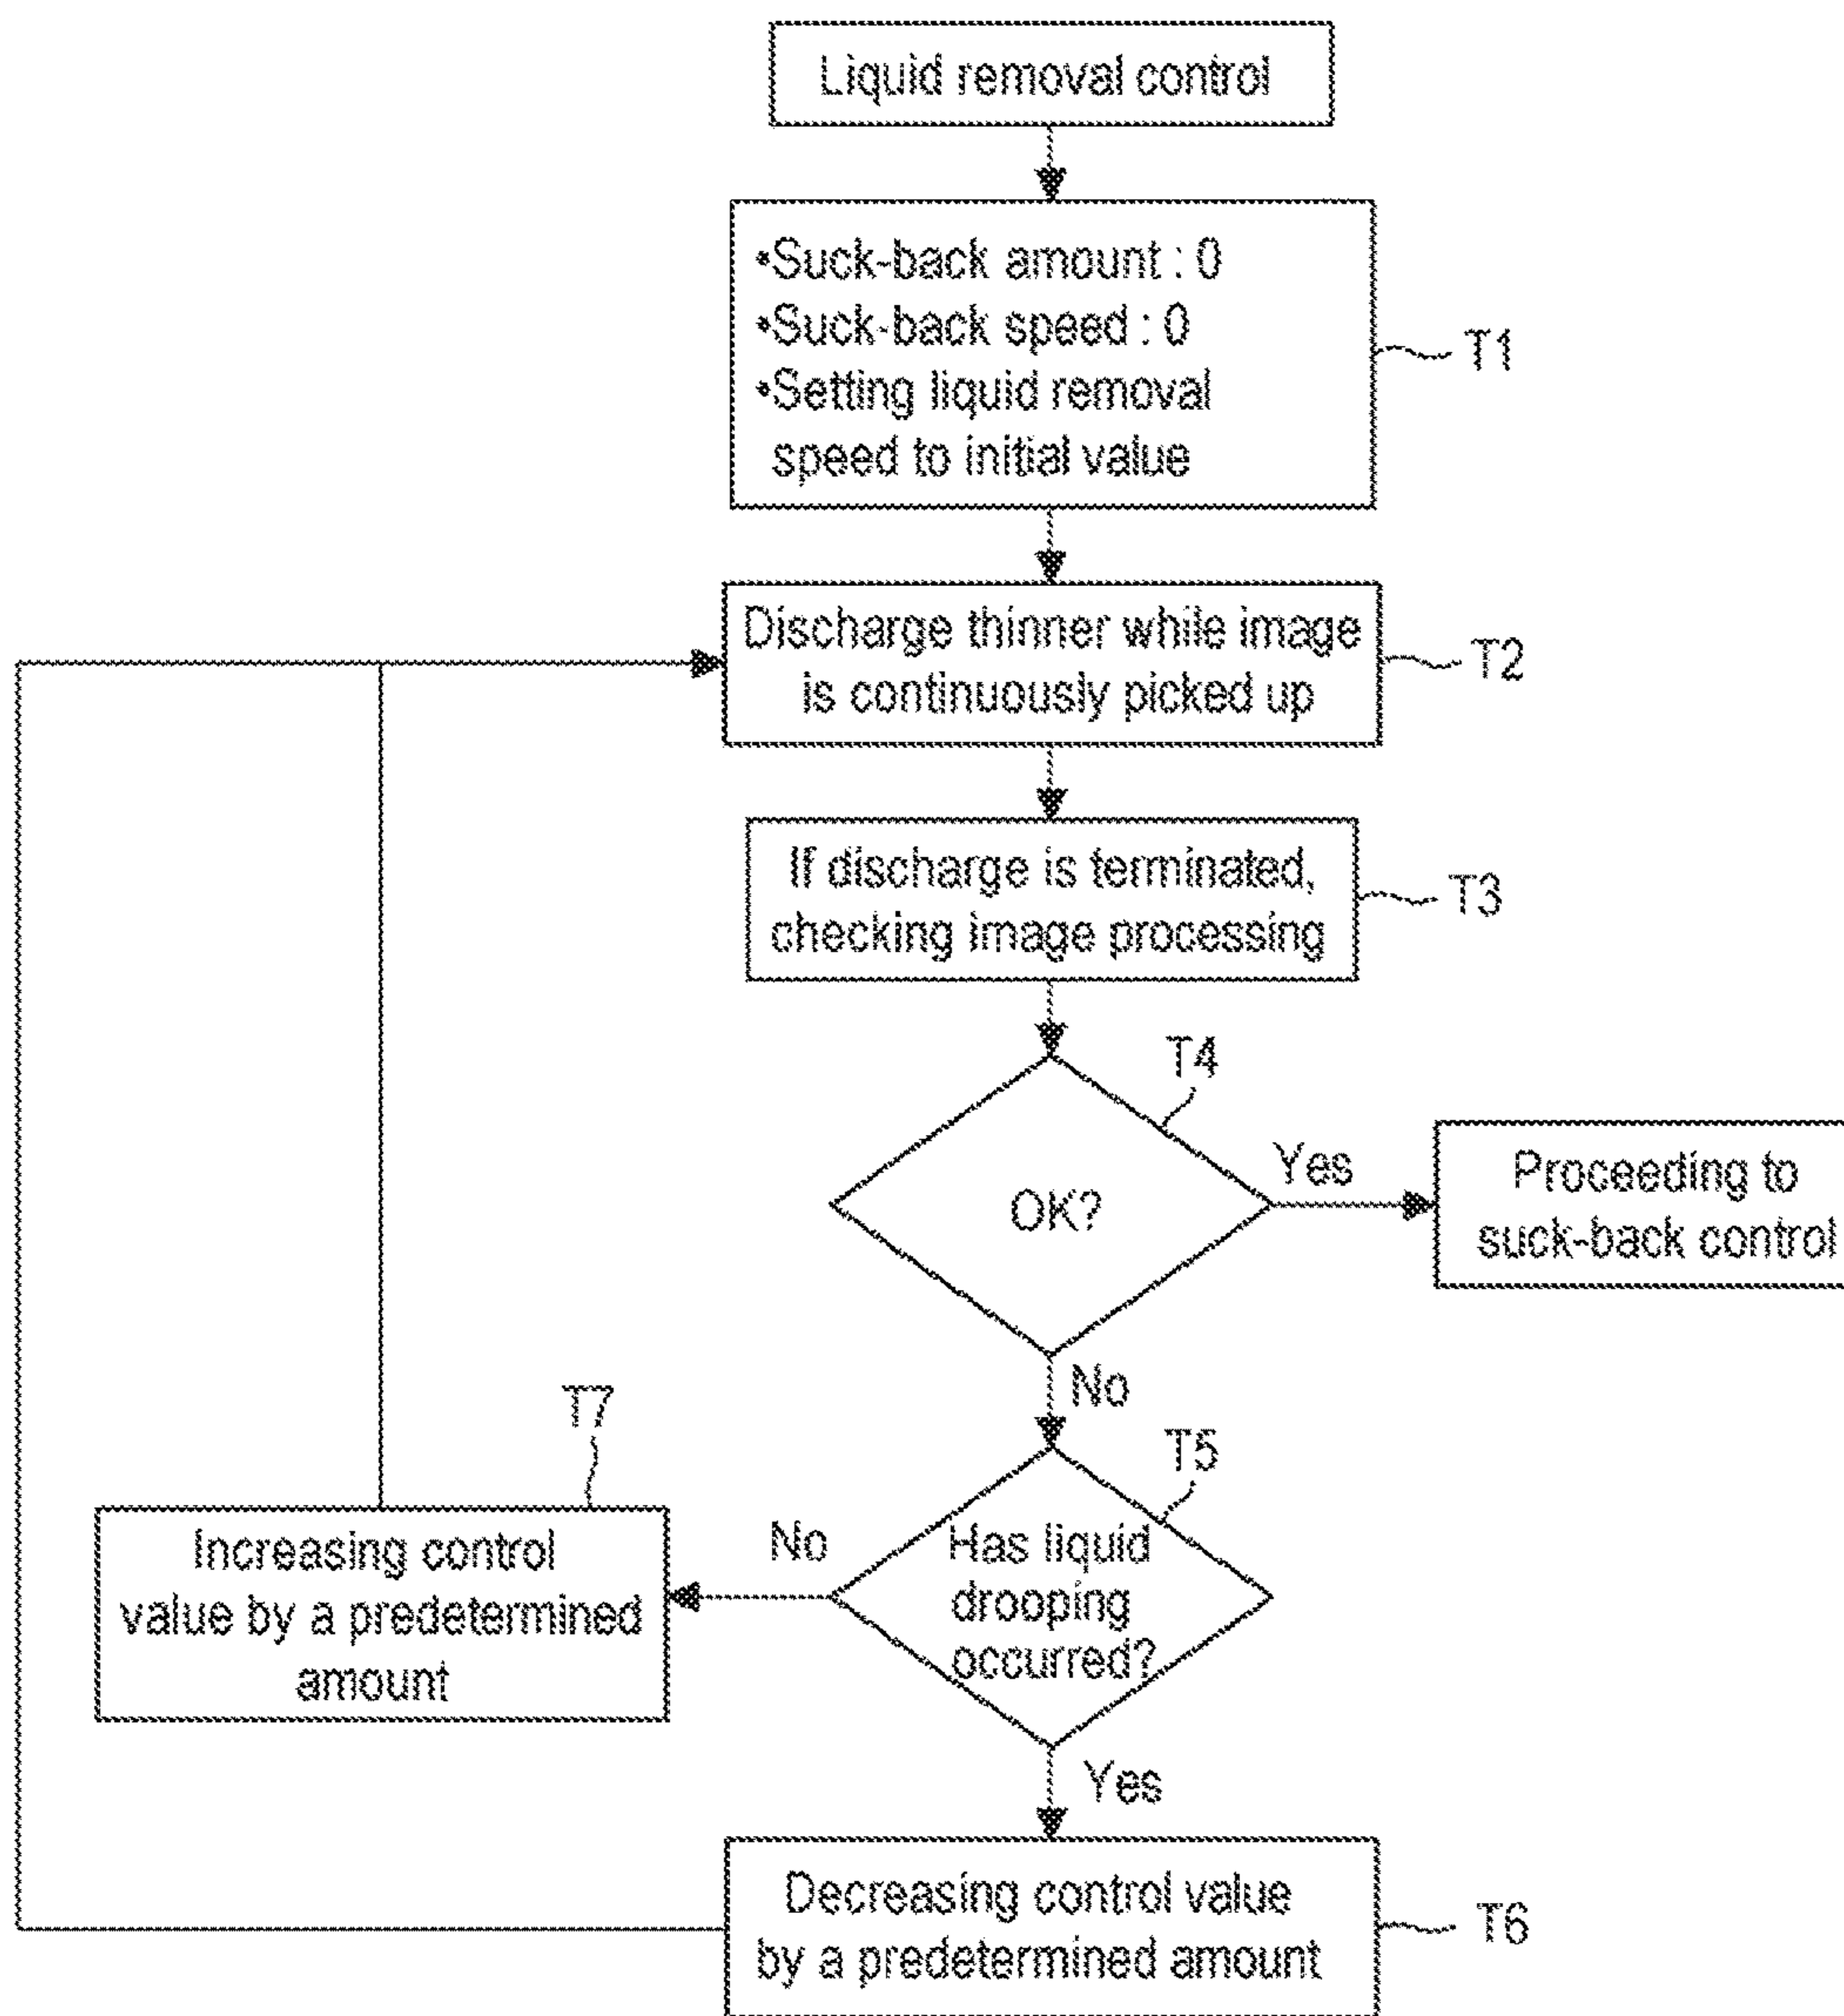 Liquid removal control
•Suck-back amount : 0
•Suck-back speed : 0
•Setting liquid removal
speed to initial value
T1
Discharge thinner while image
is continuously picked up
T2
If discharge is terminated,
checking image processing
T3
T4
OK?
Yes
Proceeding to
suck-back control
No
T5
Has liquid
drooping
occurred?
No
T7
Increasing control
value by a predetermined
amount
Yes
Decreasing control value
by a predetermined amount
T6